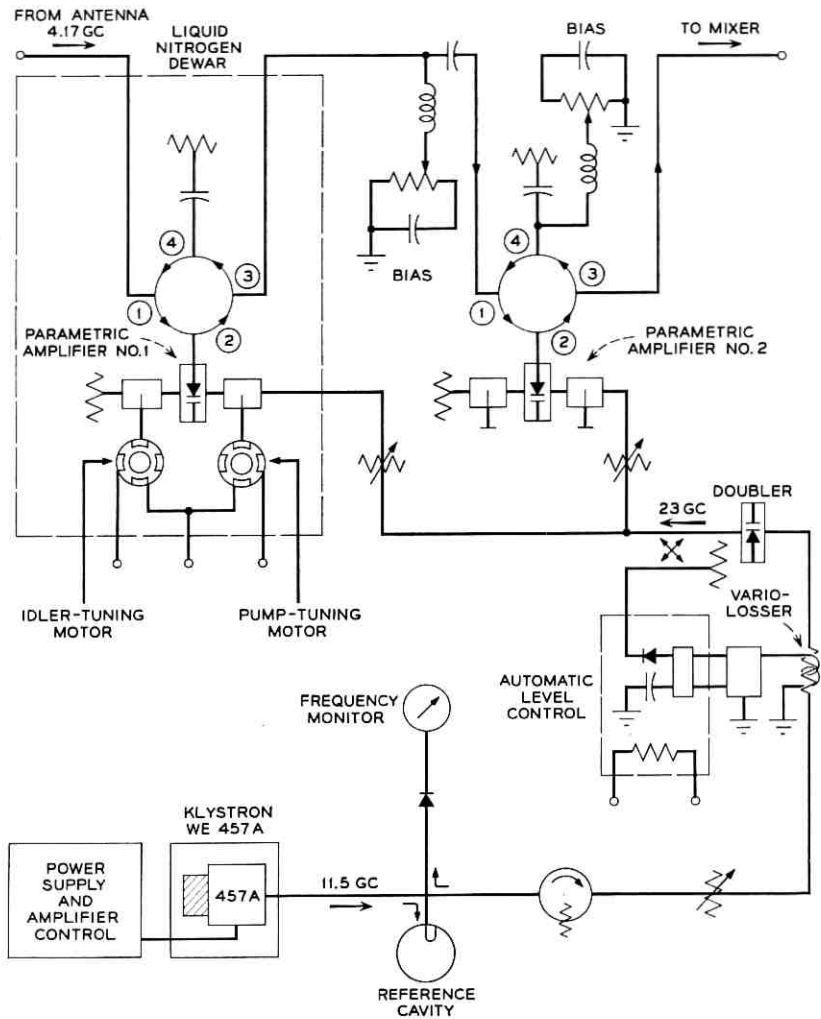 FROM ANTENNA
4.17 GC
LIQUID
NITROGEN
DEWAR
BIAS
TO MIXER
BIAS
4
3
1
2
4
3
1
2
PARAMETRIC
AMPLIFIER NO.1
PARAMETRIC
AMPLIFIER NO.2
23 GC
DOUBLER
IDLER-TUNING
MOTOR
PUMP-TUNING
MOTOR
VARIO-
LOSSER
AUTOMATIC
LEVEL
CONTROL
FREQUENCY
MONITOR
KLYSTRON
WE 457A
457A
POWER
SUPPLY
AND
AMPLIFIER
CONTROL
11.5 GC
REFERENCE
CAVITY